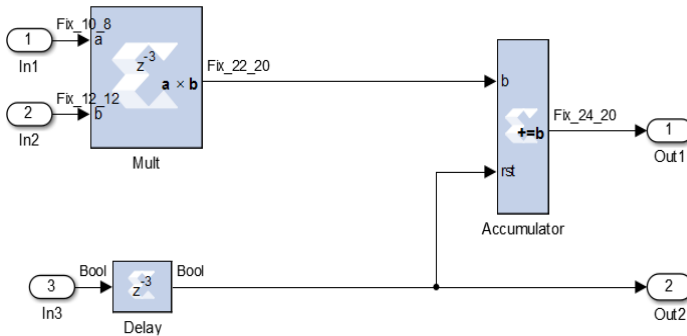 Fix_10_8
1
a
In1
z-3
a × b
Fix_22_20
Fix_12_12
2
b
In2
Mult
b
+=b
rst
Fix_24_20
1
Out1
Accumulator
3
In3
Bool
z-3
Bool
Delay
2
Out2